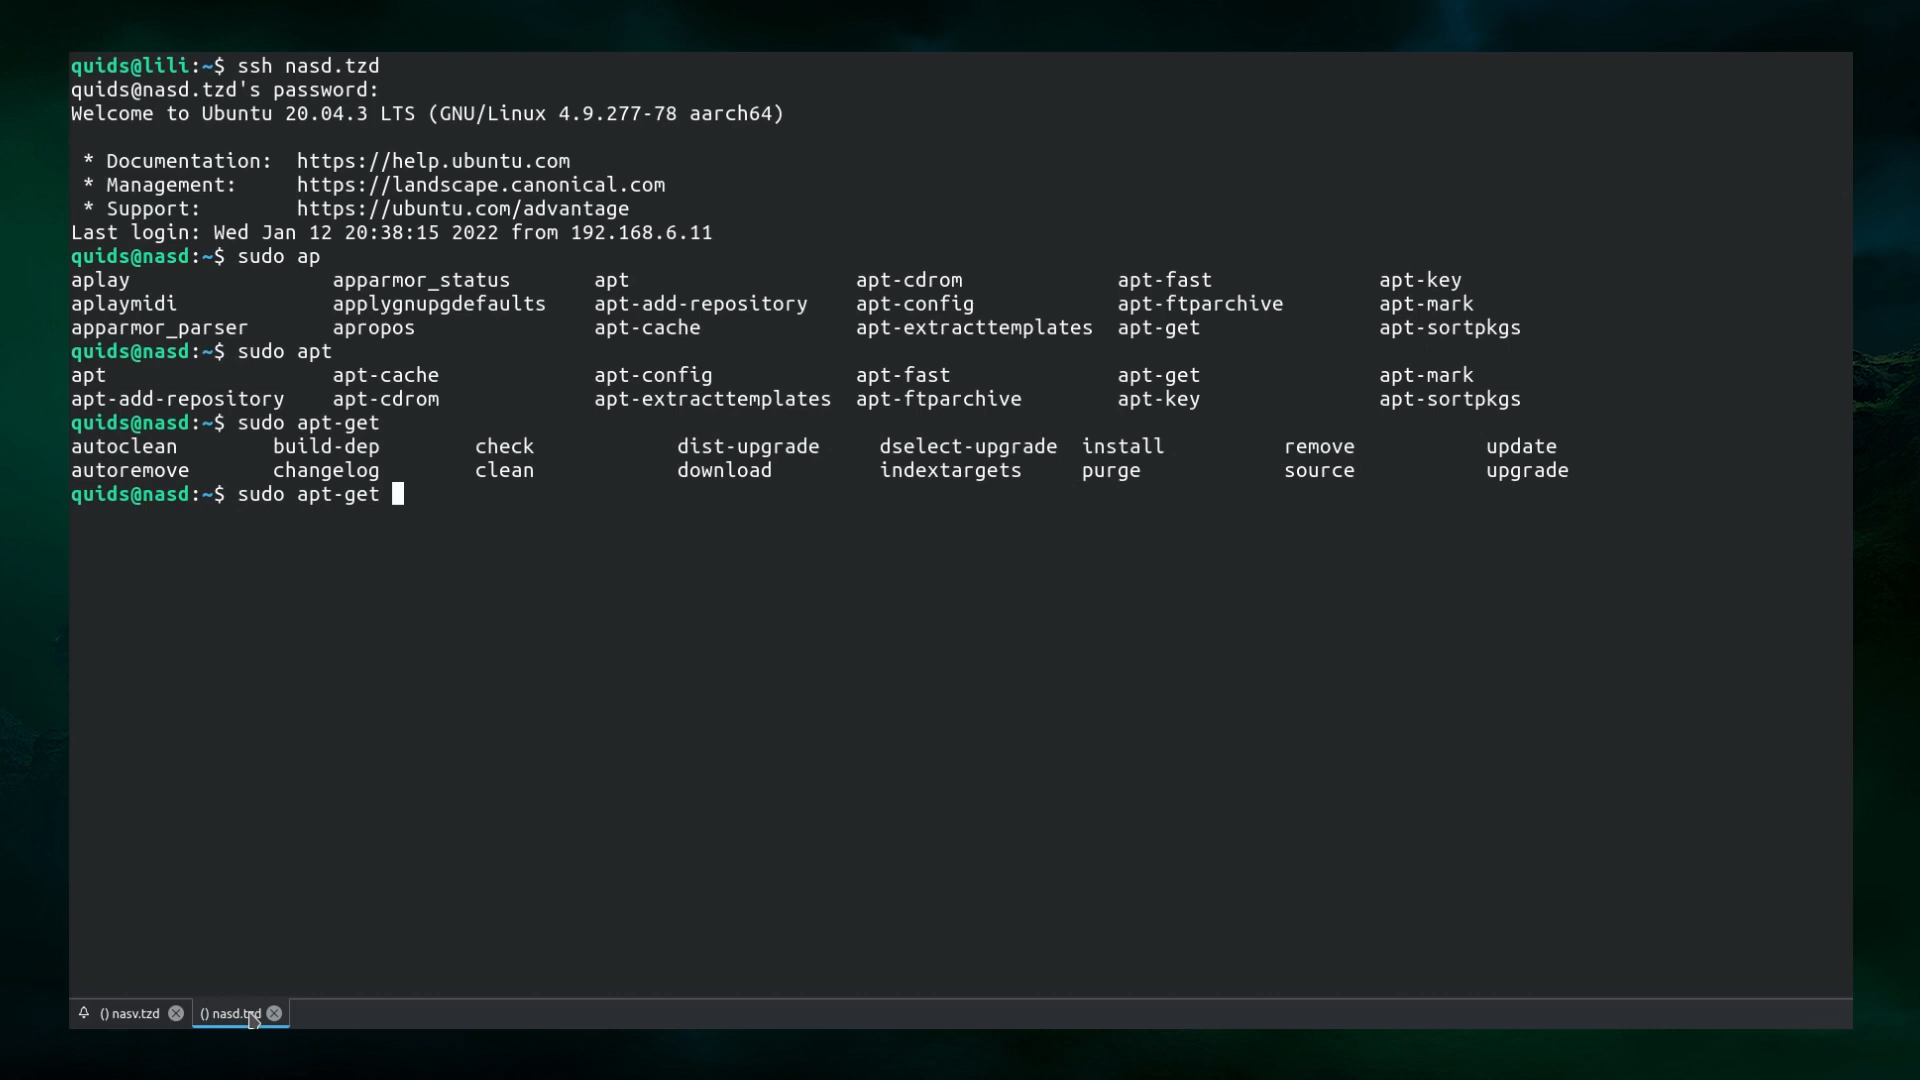 quids@lili:~$ ssh nasd.tzd
quids@nasd.tzd's password:
Welcome to Ubuntu 20.04.3 LTS (GNU/Linux 4.9.277-78 aarch64)
* Documentation:  https://help.ubuntu.com
* Management:     https://landscape.canonical.com
* Support:        https://ubuntu.com/advantage
Last login: Wed Jan 12 20:38:15 2022 from 192.168.6.11
quids@nasd:~$ sudo ap
aplay apparmor_status apt apt-cdrom apt-fast apt-key
aplaymidi applygnupgdefaults apt-add-repository apt-config apt-ftparchive apt-mark
apparmor_parser apropos apt-cache apt-extracttemplates apt-get apt-sortpkgs
quids@nasd:~$ sudo apt
apt apt-cache apt-config apt-fast apt-get apt-mark
apt-add-repository apt-cdrom apt-extracttemplates apt-ftparchive apt-key apt-sortpkgs
quids@nasd:~$ sudo apt-get
autoclean build-dep check dist-upgrade dselect-upgrade install remove update
autoremove changelog clean download indextargets purge source upgrade
quids@nasd:~$ sudo apt-get
() nasv.tzd () nasd.tzd